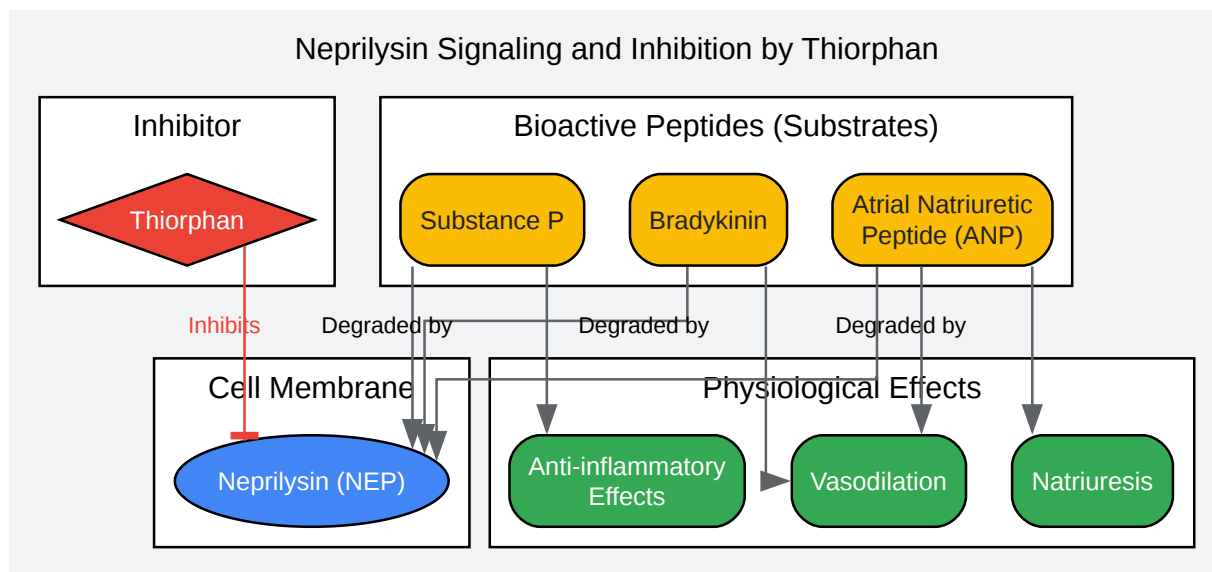 Neprilysin Signaling and Inhibition by Thiorphan
Inhibitor
Bioactive Peptides (Substrates)
Thiorphan
Substance P
Bradykinin
Atrial Natriuretic
Peptide (ANP)
Inhibits
Degraded by
Degraded by
Degraded by
Cell Membrane
Physiological Effects
Neprilysin (NEP)
Anti-inflammatory
Effects
Vasodilation
Natriuresis